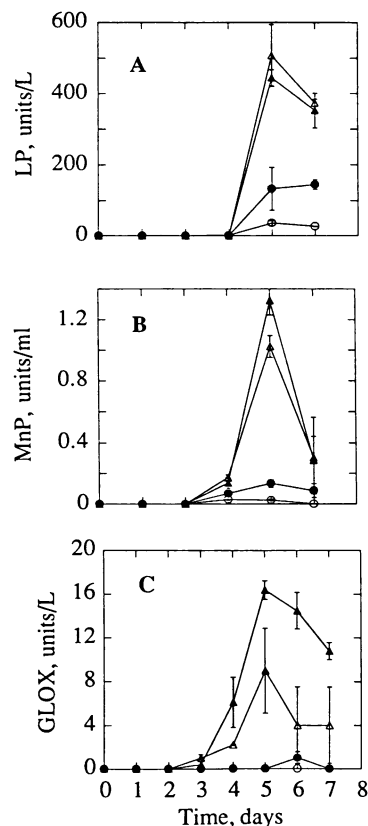 600
A
400
LP, units/L
200
0
1.2
B
0.8
MnP, units/ml
0.4
0
20
C
16
12
GLOX, units/L
8
4
0
0 1 2 3 4 5 6 7 8
Time, days